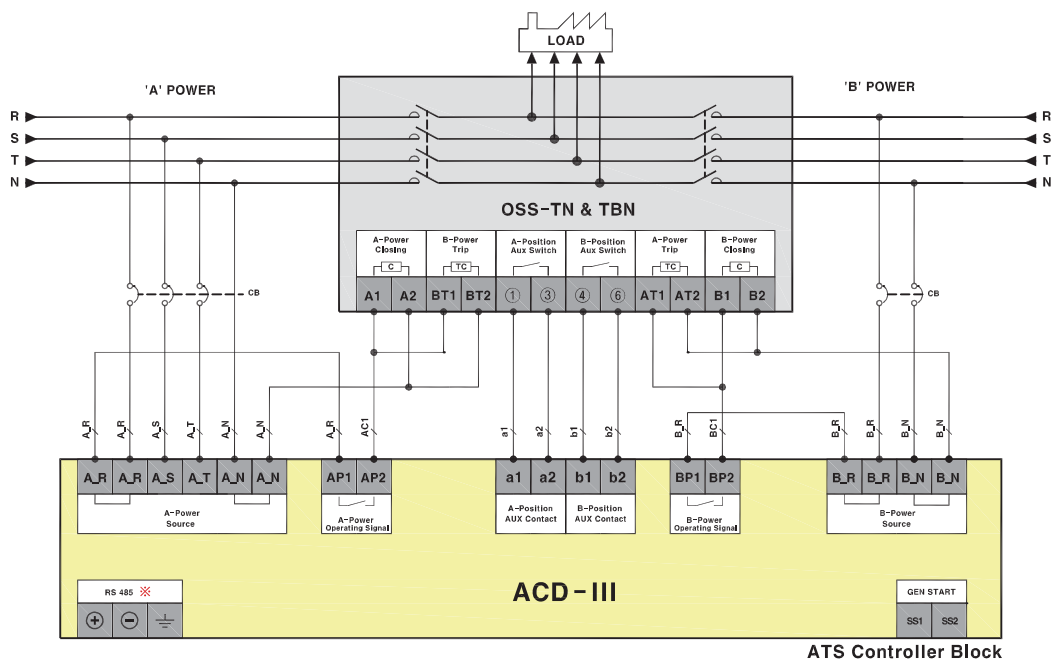 LOAD
'A' POWER
'B' POWER
R
R
S
S
T
T
N
N
OSS-TN & TBN
A-Power Closing
B-Power Trip
A-Position Aux Switch
B-Position Aux Switch
A-Power Trip
B-Power Closing
C
TC
TC
C
A1 A2 BT1 BT2 ① ③ ④ ⑥ AT1 AT2 B1 B2
CB
CB
A_R A_R A_S A_T A_N A_N A_R AC1 a1 a2 b1 b2 B_R BC1 B_R B_R B_N B_N
A_R A_R A_S A_T A_N A_N AP1 AP2 a1 a2 b1 b2 BP1 BP2 B_R B_R B_N B_N
A-Power
Source
A-Power
Operating Signal
A-Position
AUX Contact
B-Position
AUX Contact
B-Power
Operating Signal
B-Power
Source
ACD-III
RS 485 ※
GEN START
+ −
SS1 SS2
ATS Controller Block